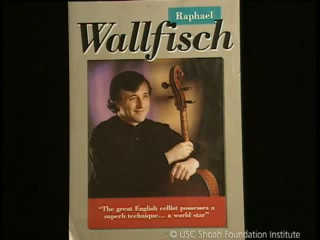 Raphael
Wallfisch
"The great English cellist possesses a
superb technique... a world star"
© USC Shoah Foundation Institute